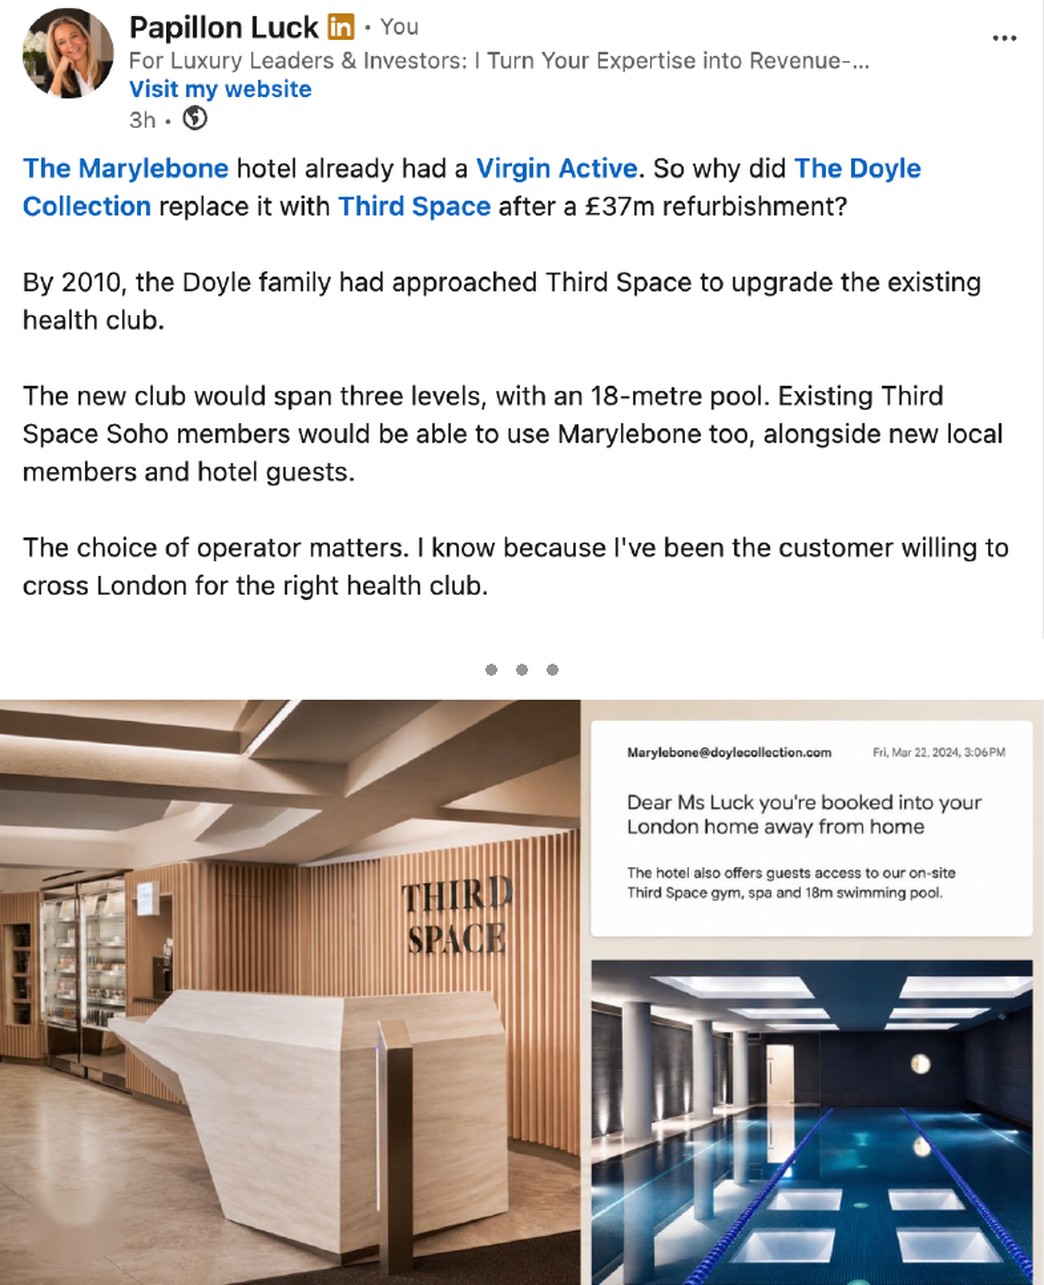 Papillon Luck in • You
For Luxury Leaders & Investors: I Turn Your Expertise into Revenue-...
Visit my website
3h •
The Marylebone hotel already had a Virgin Active. So why did The Doyle
Collection replace it with Third Space after a £37m refurbishment?
By 2010, the Doyle family had approached Third Space to upgrade the existing
health club.
The new club would span three levels, with an 18-metre pool. Existing Third
Space Soho members would be able to use Marylebone too, alongside new local
members and hotel guests.
The choice of operator matters. I know because I've been the customer willing to
cross London for the right health club.
THIRD
SPACE
Marylebone@doylecollection.com Fri, Mar 22, 2024, 3:06PM
Dear Ms Luck you're booked into your
London home away from home
The hotel also offers guests access to our on-site
Third Space gym, spa and 18m swimming pool.